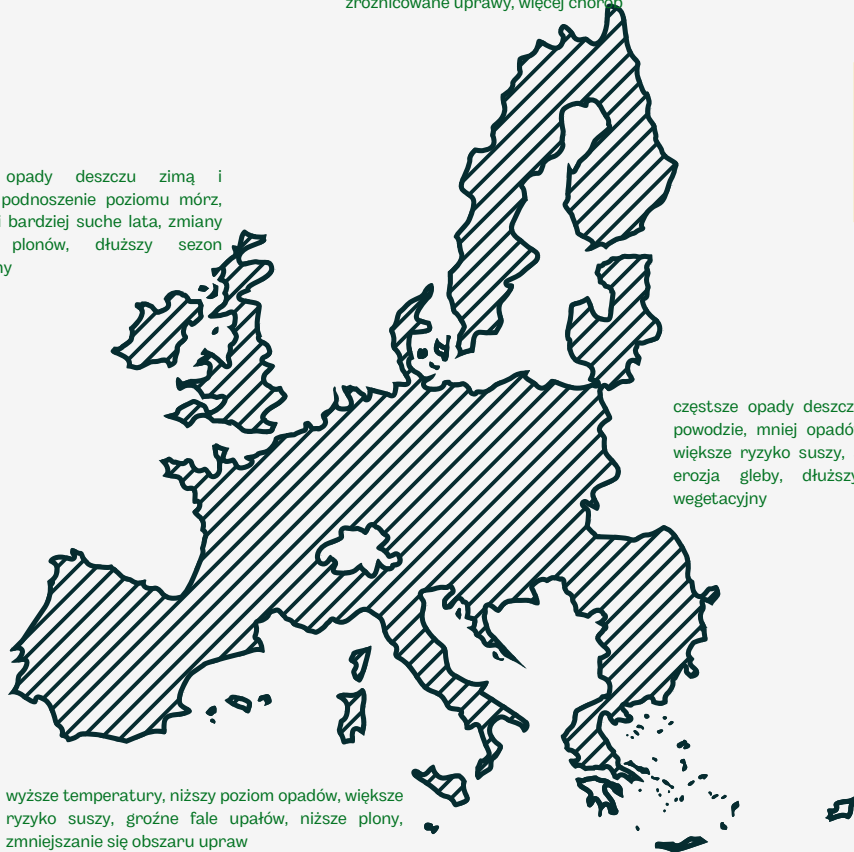 zróżnicowane uprawy, więcej chorób
opady deszczu zimą i
podnoszenie poziomu mórz,
i bardziej suche lata, zmiany
plonów, dłuższy sezon
ny
częstsze opady deszcz
powodzie, mniej opadó
większe ryzyko suszy,
erozja gleby, dłuższy
wegetacyjny
wyższe temperatury, niższy poziom opadów, większe
ryzyko suszy, groźne fale upałów, niższe plony,
zmniejszanie się obszaru upraw